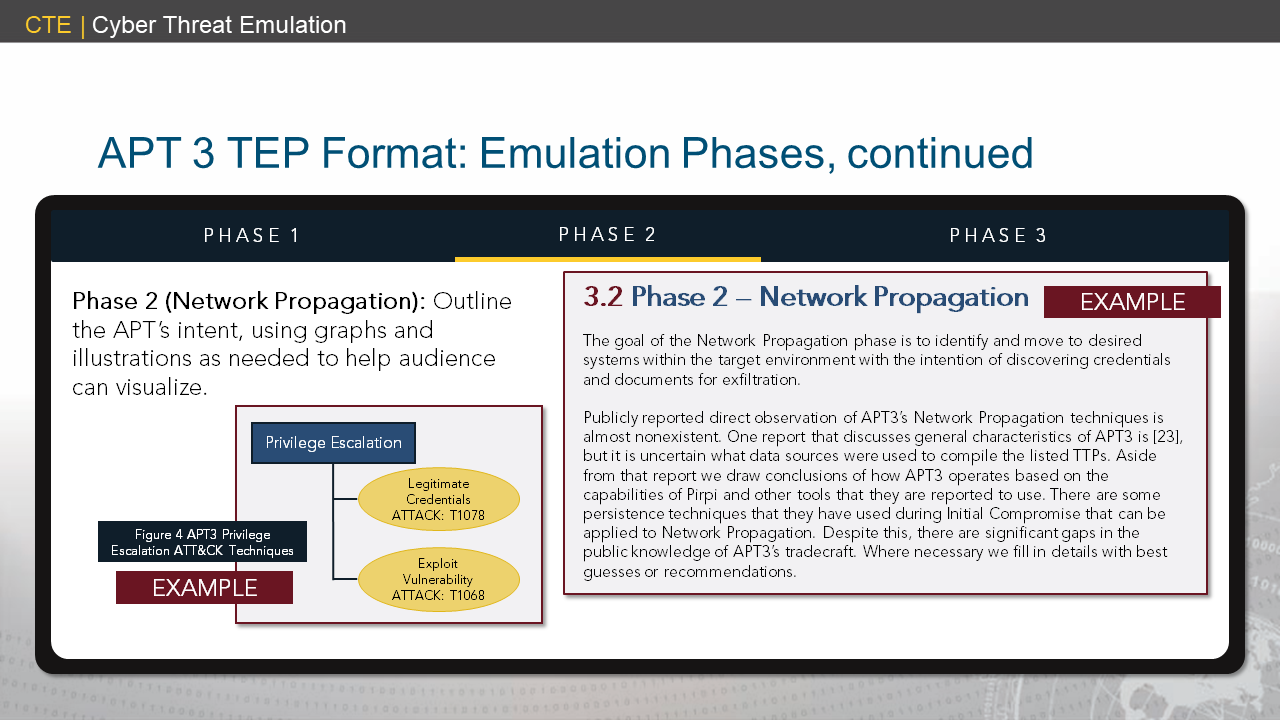 CTE | Cyber Threat Emulation
APT 3 TEP Format: Emulation Phases, continued
PHASE 1
PHASE 2
PHASE 3
Phase 2 (Network Propagation): Outline
the APT's intent, using graphs and
illustrations as needed to help audience
can visualize.
Privilege Escalation
Legitimate
Credentials
ATTACK: T1078
Exploit
Vulnerability
ATTACK: T1068
Figure 4 APT3 Privilege
Escalation ATT&CK Techniques
EXAMPLE
3.2 Phase 2 – Network Propagation
EXAMPLE
The goal of the Network Propagation phase is to identify and move to desired
systems within the target environment with the intention of discovering credentials
and documents for exfiltration.
Publicly reported direct observation of APT3's Network Propagation techniques is
almost nonexistent. One report that discusses general characteristics of APT3 is [23],
but it is uncertain what data sources were used to compile the listed TTPs. Aside
from that report we draw conclusions of how APT3 operates based on the
capabilities of Pirpi and other tools that they are reported to use. There are some
persistence techniques that they have used during Initial Compromise that can be
applied to Network Propagation. Despite this, there are significant gaps in the
public knowledge of APT3's tradecraft. Where necessary we fill in details with best
guesses or recommendations.